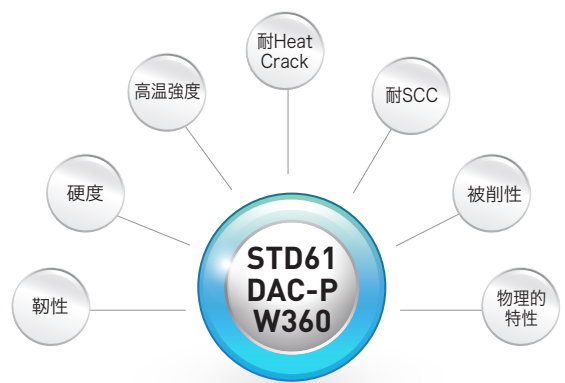 耐Heat
Crack
高温強度
耐SCC
硬度
被削性
靭性
物理的
特性
STD61
DAC-P
W360